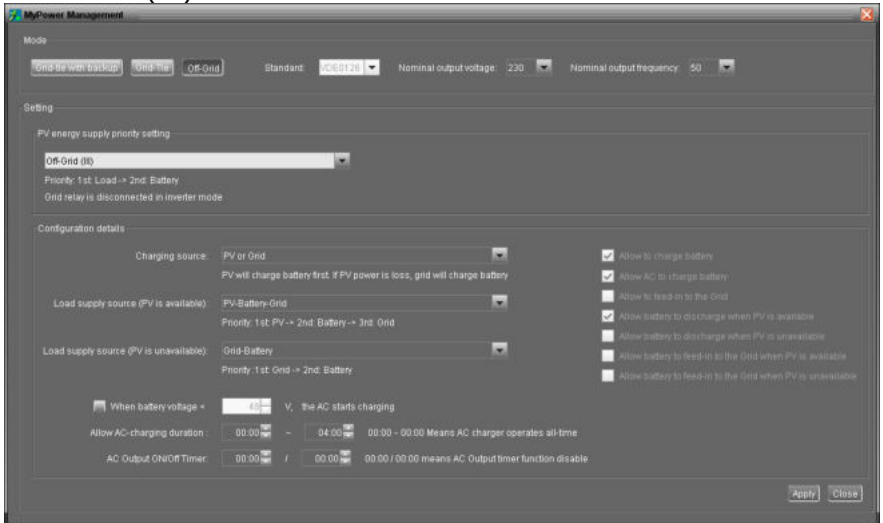 MyPower Management
Mode
Grid-tie with backup Grid-Tie Off-Grid Standard: VDE0126 Nominal output voltage: 230 Nominal output frequency: 50
Setting
PV energy supply priority setting
Off-Grid (III)
Priority: 1st: Load -> 2nd: Battery
Grid relay is disconnected in inverter mode
Configuration details
Charging source: PV or Grid
PV will charge battery first. If PV power is loss, grid will charge battery
Load supply source (PV is available): PV-Battery-Grid
Priority: 1st: PV -> 2nd: Battery -> 3rd: Grid
Load supply source (PV is unavailable): Grid-Battery
Priority :1st: Grid -> 2nd: Battery
Allow to charge battery
Allow AC to charge battery
Allow to feed-in to the Grid
Allow battery to discharge when PV is available
Allow battery to discharge when PV is unavailable
Allow battery to feed-in to the Grid when PV is available
Allow battery to feed-in to the Grid when PV is unavailable
When battery voltage < 48 V, the AC starts charging
Allow AC-charging duration : 00:00 ~ 04:00 00:00 - 00:00 Means AC charger operates all-time
AC Output ON/Off Timer: 00:00 / 00:00 00:00 / 00:00 means AC Output timer function disable
Apply Close